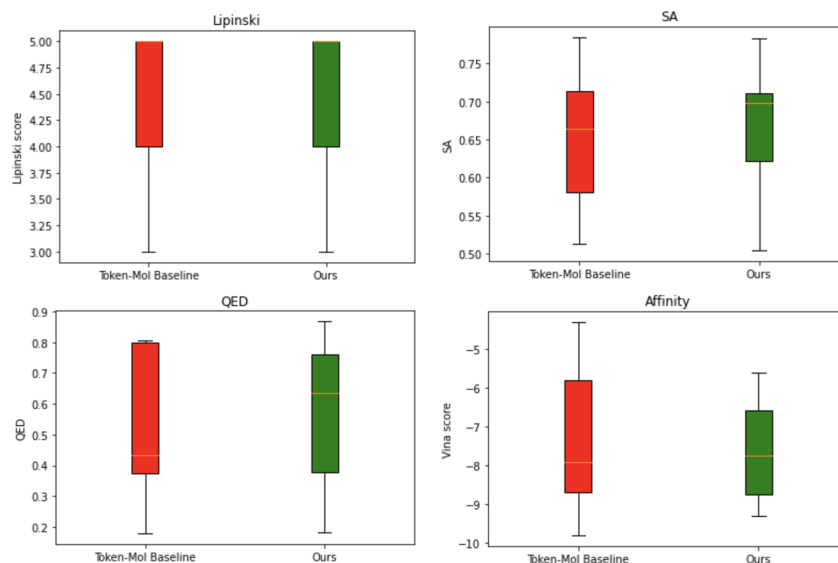 Lipinski
5.00
4.75
4.50
4.25
4.00
3.75
3.50
3.25
3.00
Lipinski score
Token-Mol Baseline
Ours
SA
0.75
0.70
0.65
0.60
0.55
0.50
SA
Token-Mol Baseline
Ours
QED
0.9
0.8
0.7
0.6
0.5
0.4
0.3
0.2
QED
Token-Mol Baseline
Ours
Affinity
−5
−6
−7
−8
−9
−10
Vina score
Token-Mol Baseline
Ours